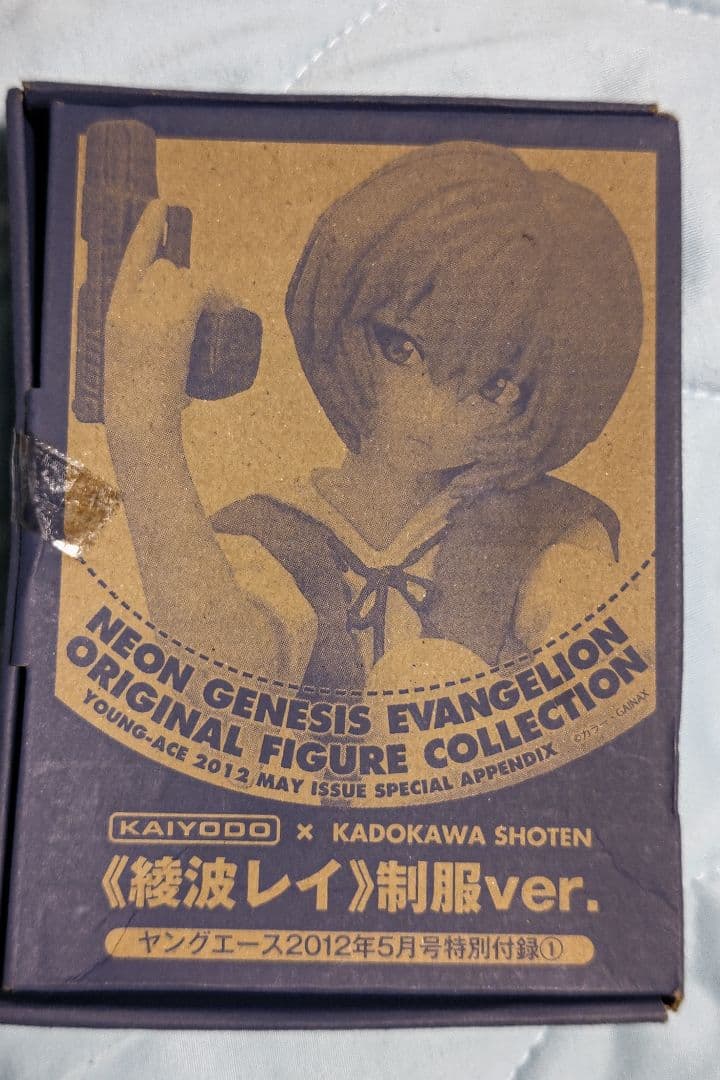 NEON GENESIS EVANGELION
ORIGINAL FIGURE COLLECTION
YOUNG-ACE 2012 MAY ISSUE SPECIAL APPENDIX
©カラー・GAINAX
KAIYODO × KADOKAWA SHOTEN
《綾波レイ》制服ver.
ヤングエース2012年5月号特別付録①